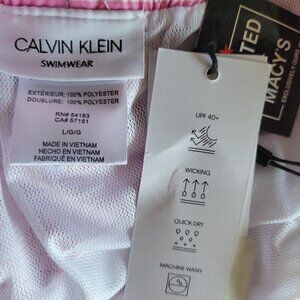 CALVIN KLEIN
SWIMWEAR
EXTÉRIEUR: 100% POLYESTER
DOUBLURE: 100% POLYESTER
RN# 54163
CA# 57151
L/G/G
MADE IN VIETNAM
HECHO EN VIETNAM
FABRIQUÉ EN VIETNAM
UPF 40+
WICKING
QUICK DRY
MACHINE WASH
MACY'S
EXCLUSIVELY